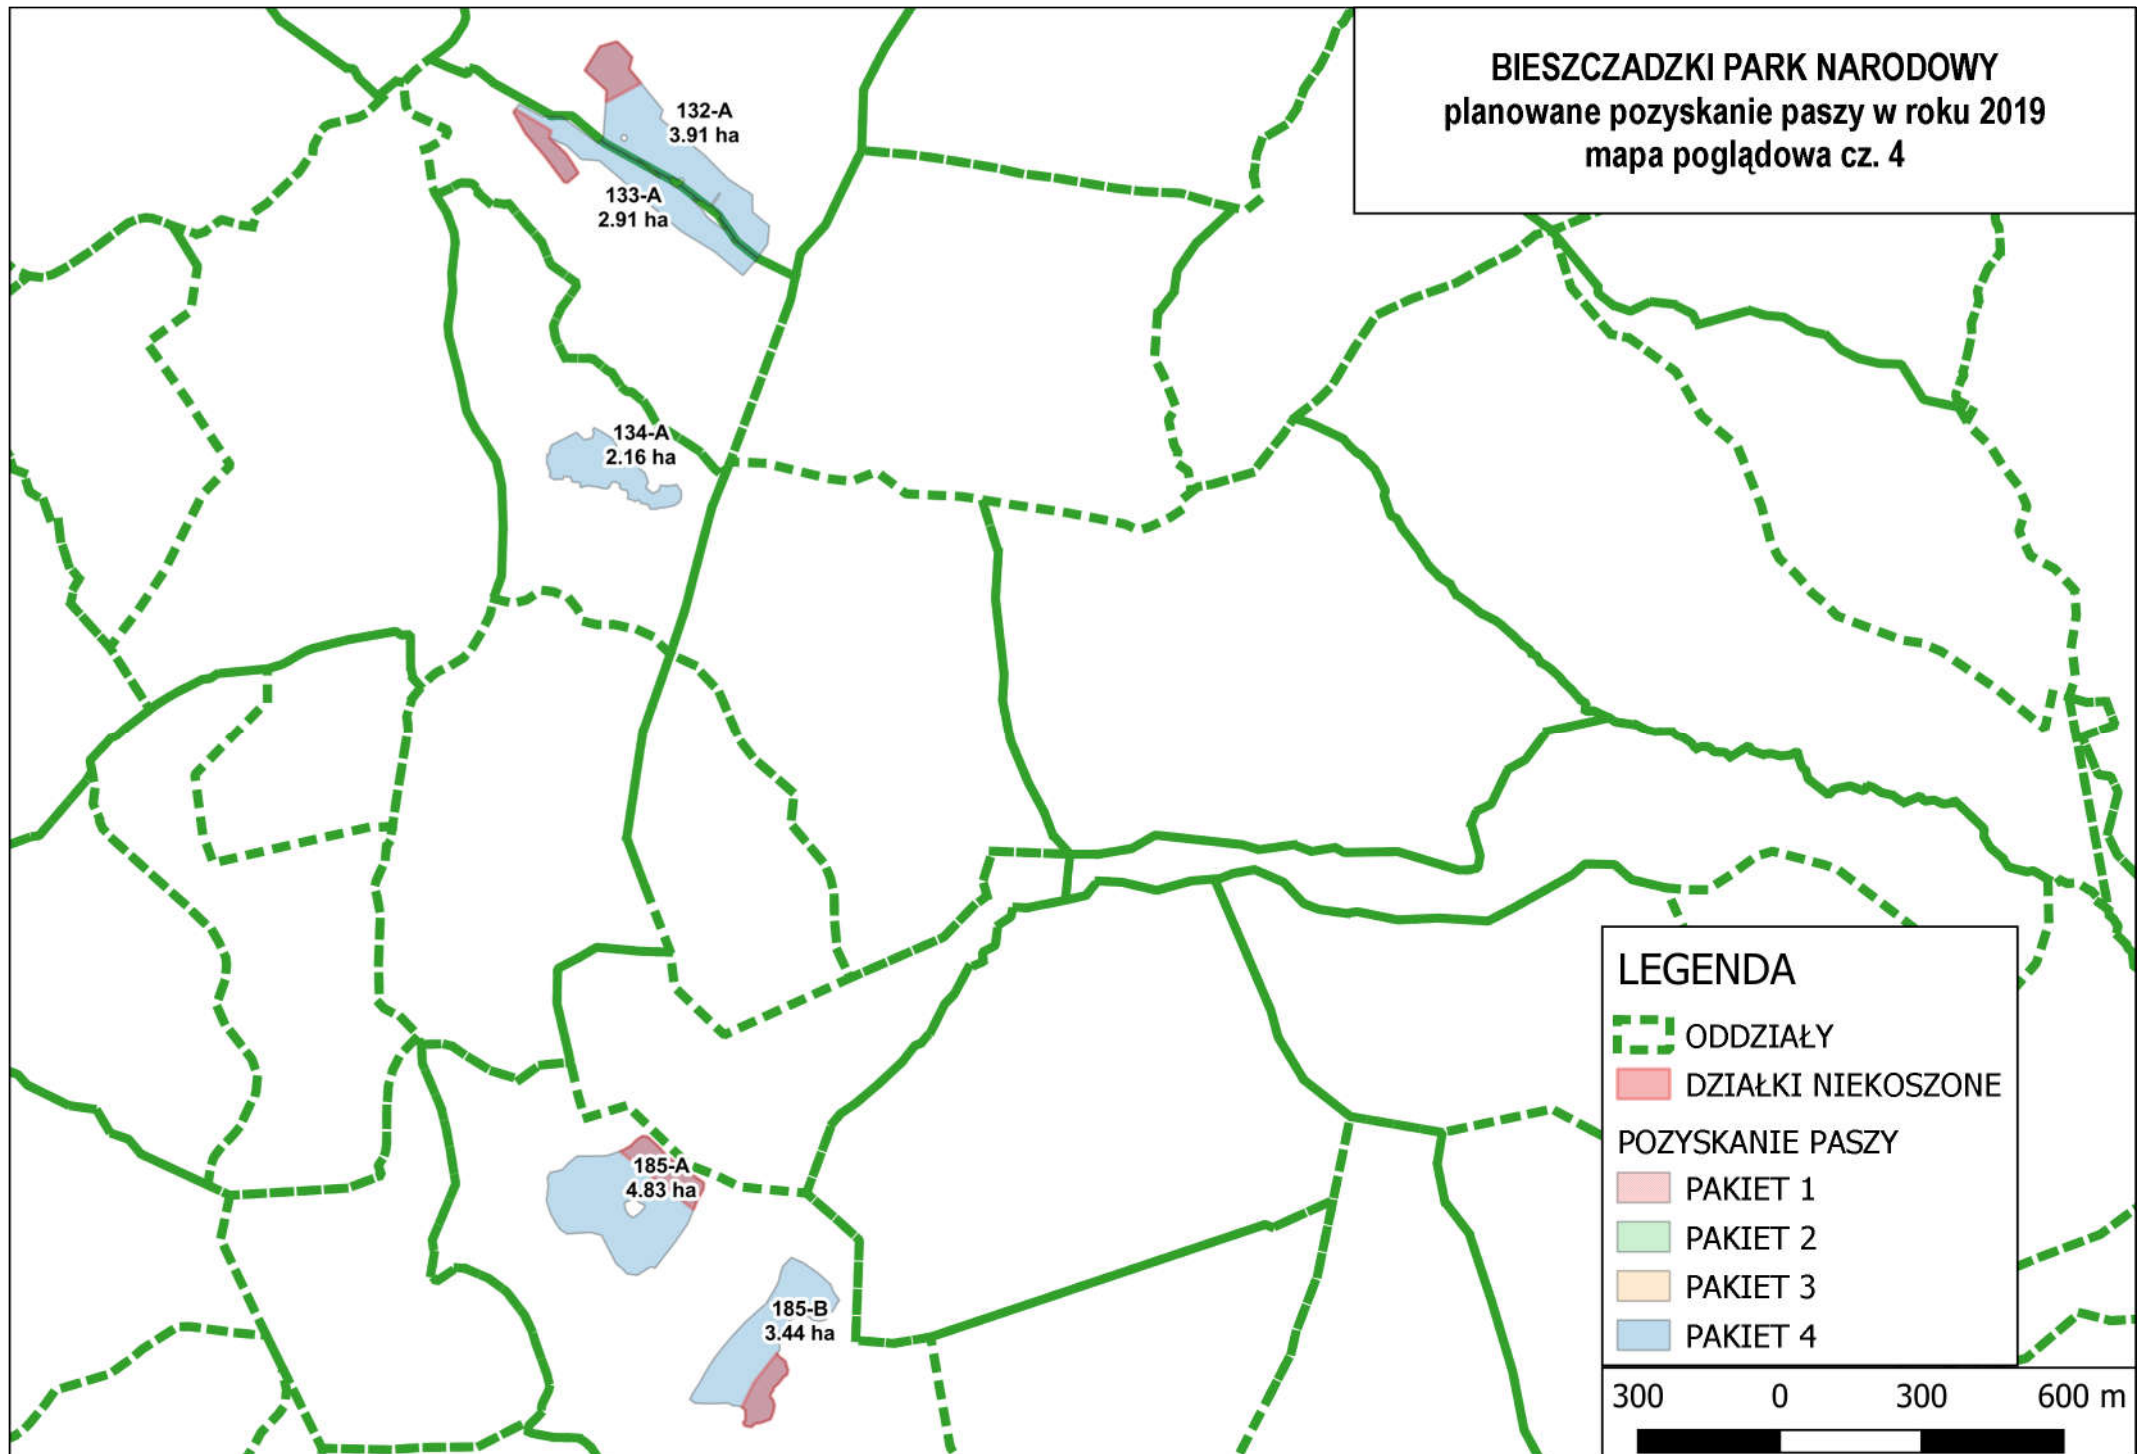 BIESZCZADZKI PARK NARODOWY
planowane pozyskanie paszy w roku 2019
mapa poglądowa cz. 4
132-A
3.91 ha
133-A
2.91 ha
134-A
2.16 ha
185-A
4.83 ha
185-B
3.44 ha
LEGENDA
ODDZIAŁY
DZIAŁKI NIEKOSZONE
POZYSKANIE PASZY
PAKIET 1
PAKIET 2
PAKIET 3
PAKIET 4
300 0 300 600 m